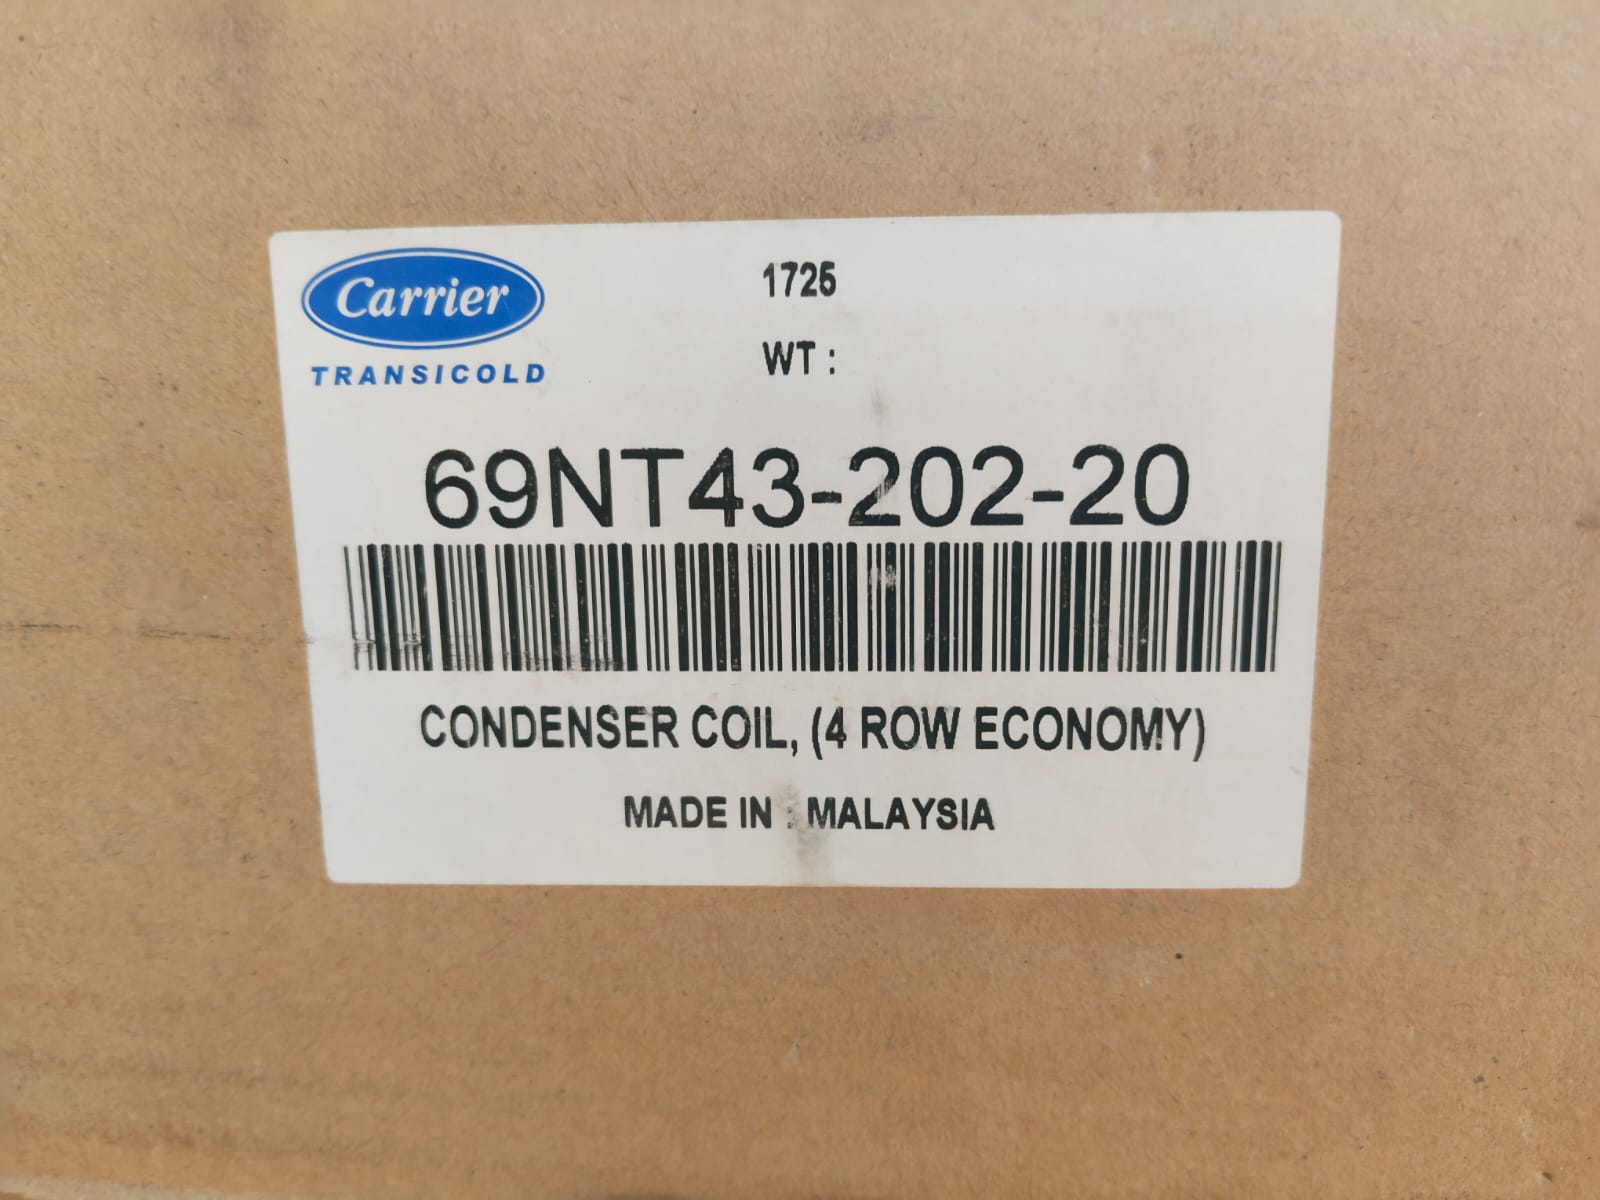 Carrier
TRANSICOLD
1725
WT :
69NT43-202-20
CONDENSER COIL, (4 ROW ECONOMY)
MADE IN : MALAYSIA